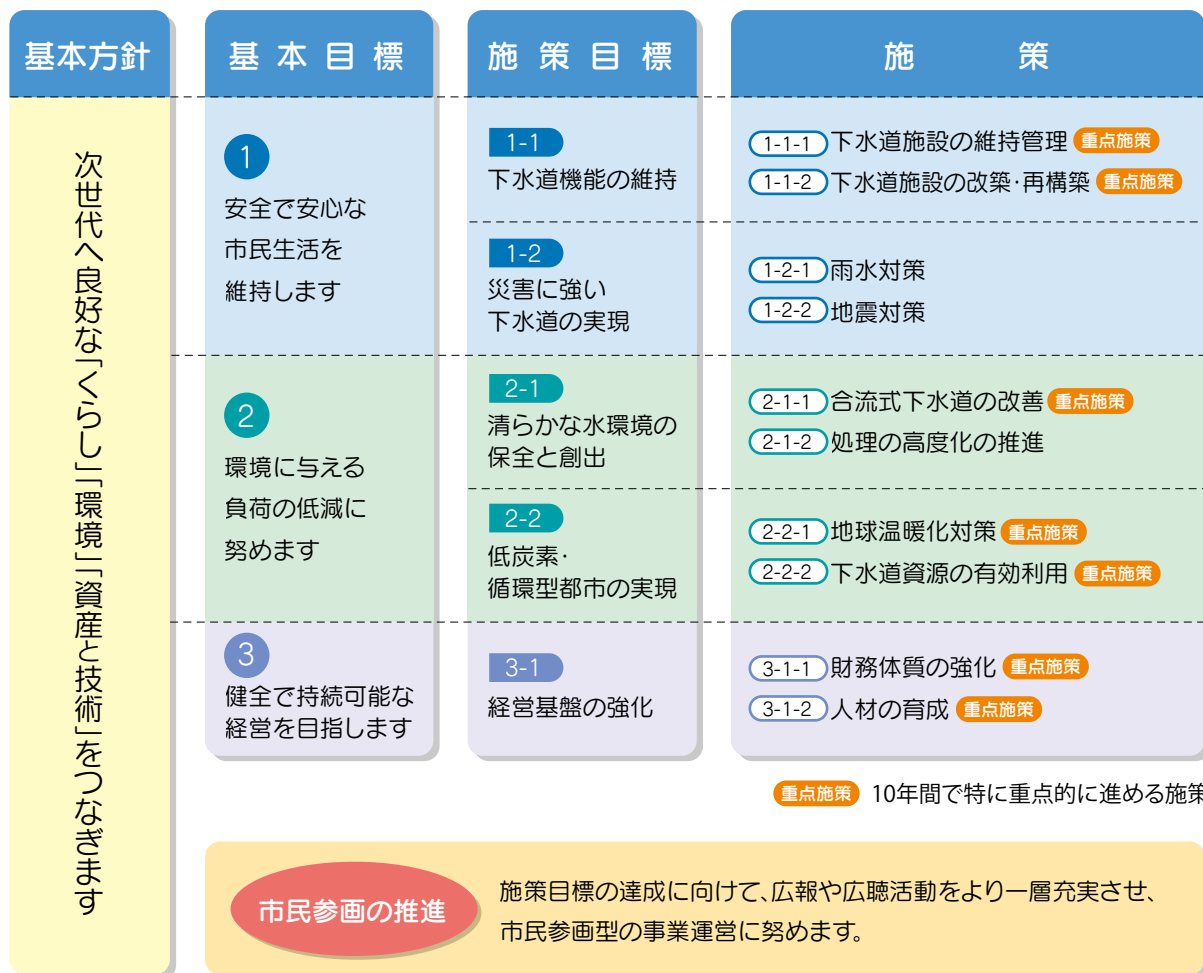 基本方針
次世代へ良好な「くらし」「環境」「資産と技術」をつなぎます
基本目標
施策目標
施策
1
安全で安心な
市民生活を
維持します
1-1
下水道機能の維持
1-1-1 下水道施設の維持管理 重点施策
1-1-2 下水道施設の改築・再構築 重点施策
1-2
災害に強い
下水道の実現
1-2-1 雨水対策
1-2-2 地震対策
2
環境に与える
負荷の低減に
努めます
2-1
清らかな水環境の
保全と創出
2-1-1 合流式下水道の改善 重点施策
2-1-2 処理の高度化の推進
2-2
低炭素・
循環型都市の実現
2-2-1 地球温暖化対策 重点施策
2-2-2 下水道資源の有効利用 重点施策
3
健全で持続可能な
経営を目指します
3-1
経営基盤の強化
3-1-1 財務体質の強化 重点施策
3-1-2 人材の育成 重点施策
重点施策 10年間で特に重点的に進める施策
市民参画の推進
施策目標の達成に向けて、広報や広聴活動をより一層充実させ、
市民参画型の事業運営に努めます。